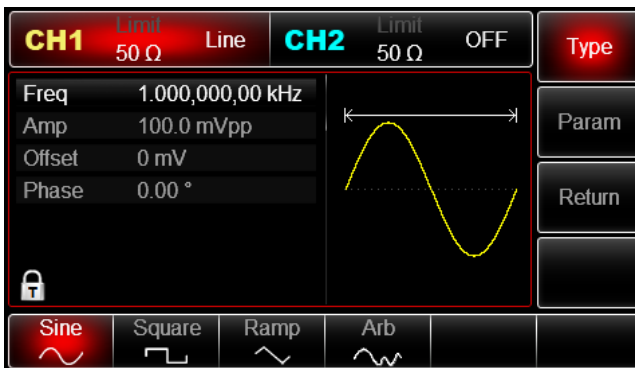 CH1 Limit 50 Ω Line CH2 Limit 50 Ω OFF Type
Freq 1.000,000,00 kHz
Amp 100.0 mVpp
Offset 0 mV
Phase 0.00 °
T
Param
Return
Sine Square Ramp Arb